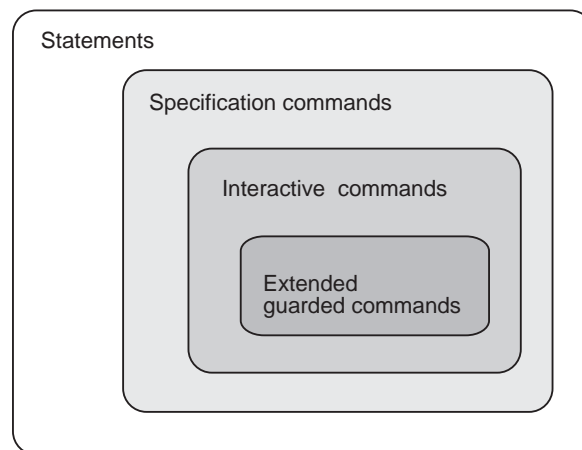 Statements
Specification commands
Interactive commands
Extended
guarded commands